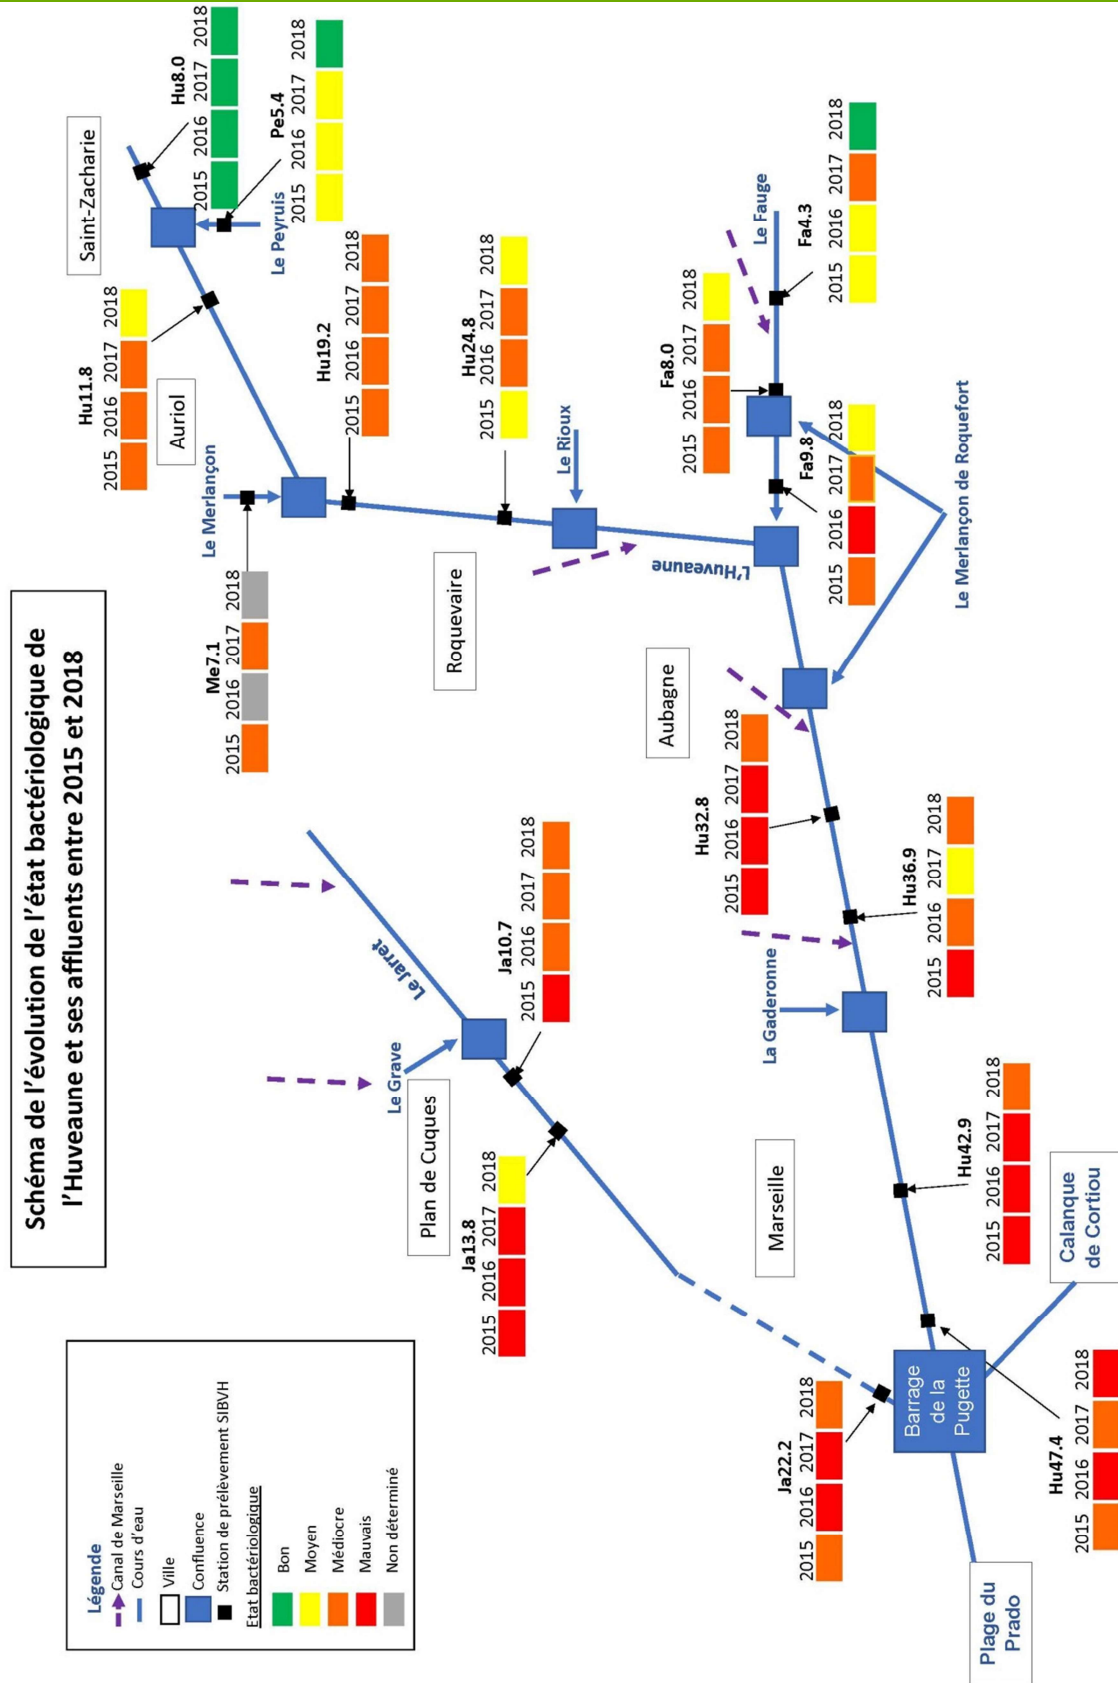 Schéma de l'évolution de l'état bactériologique de
l'Huveaune et ses affluents entre 2015 et 2018
Légende
Canal de Marseille
Cours d'eau
Ville
Confluence
Station de prélèvement SIBVH
Etat bactériologique
Bon
Moyen
Médiocre
Mauvais
Non déterminé
Le Grave
Le Jarret
Plan de Cuques
Ja10.7
2015 2016 2017 2018
Ja13.8
2015 2016 2017 2018
Ja22.2
2015 2016 2017 2018
Me7.1
2015 2016 2017 2018
Le Merlançon
Hu11.8
2015 2016 2017 2018
Auriol
Saint-Zacharie
Hu8.0
2015 2016 2017 2018
Pe5.4
2015 2016 2017 2018
Le Peyruis
Hu19.2
2015 2016 2017 2018
Hu24.8
2015 2016 2017 2018
Roquevaire
Le Rioux
L'Huveaune
Fa8.0
2015 2016 2017 2018
Le Fauge
Fa4.3
2015 2016 2017 2018
Fa9.8
2015 2016 2017 2018
Le Merlançon de Roquefort
Aubagne
Hu32.8
2015 2016 2017 2018
Hu36.9
2015 2016 2017 2018
La Gaderonne
Marseille
Hu42.9
2015 2016 2017 2018
Hu47.4
2015 2016 2017 2018
Barrage
de la
Pugette
Calanque
de Cortiou
Plage du
Prado